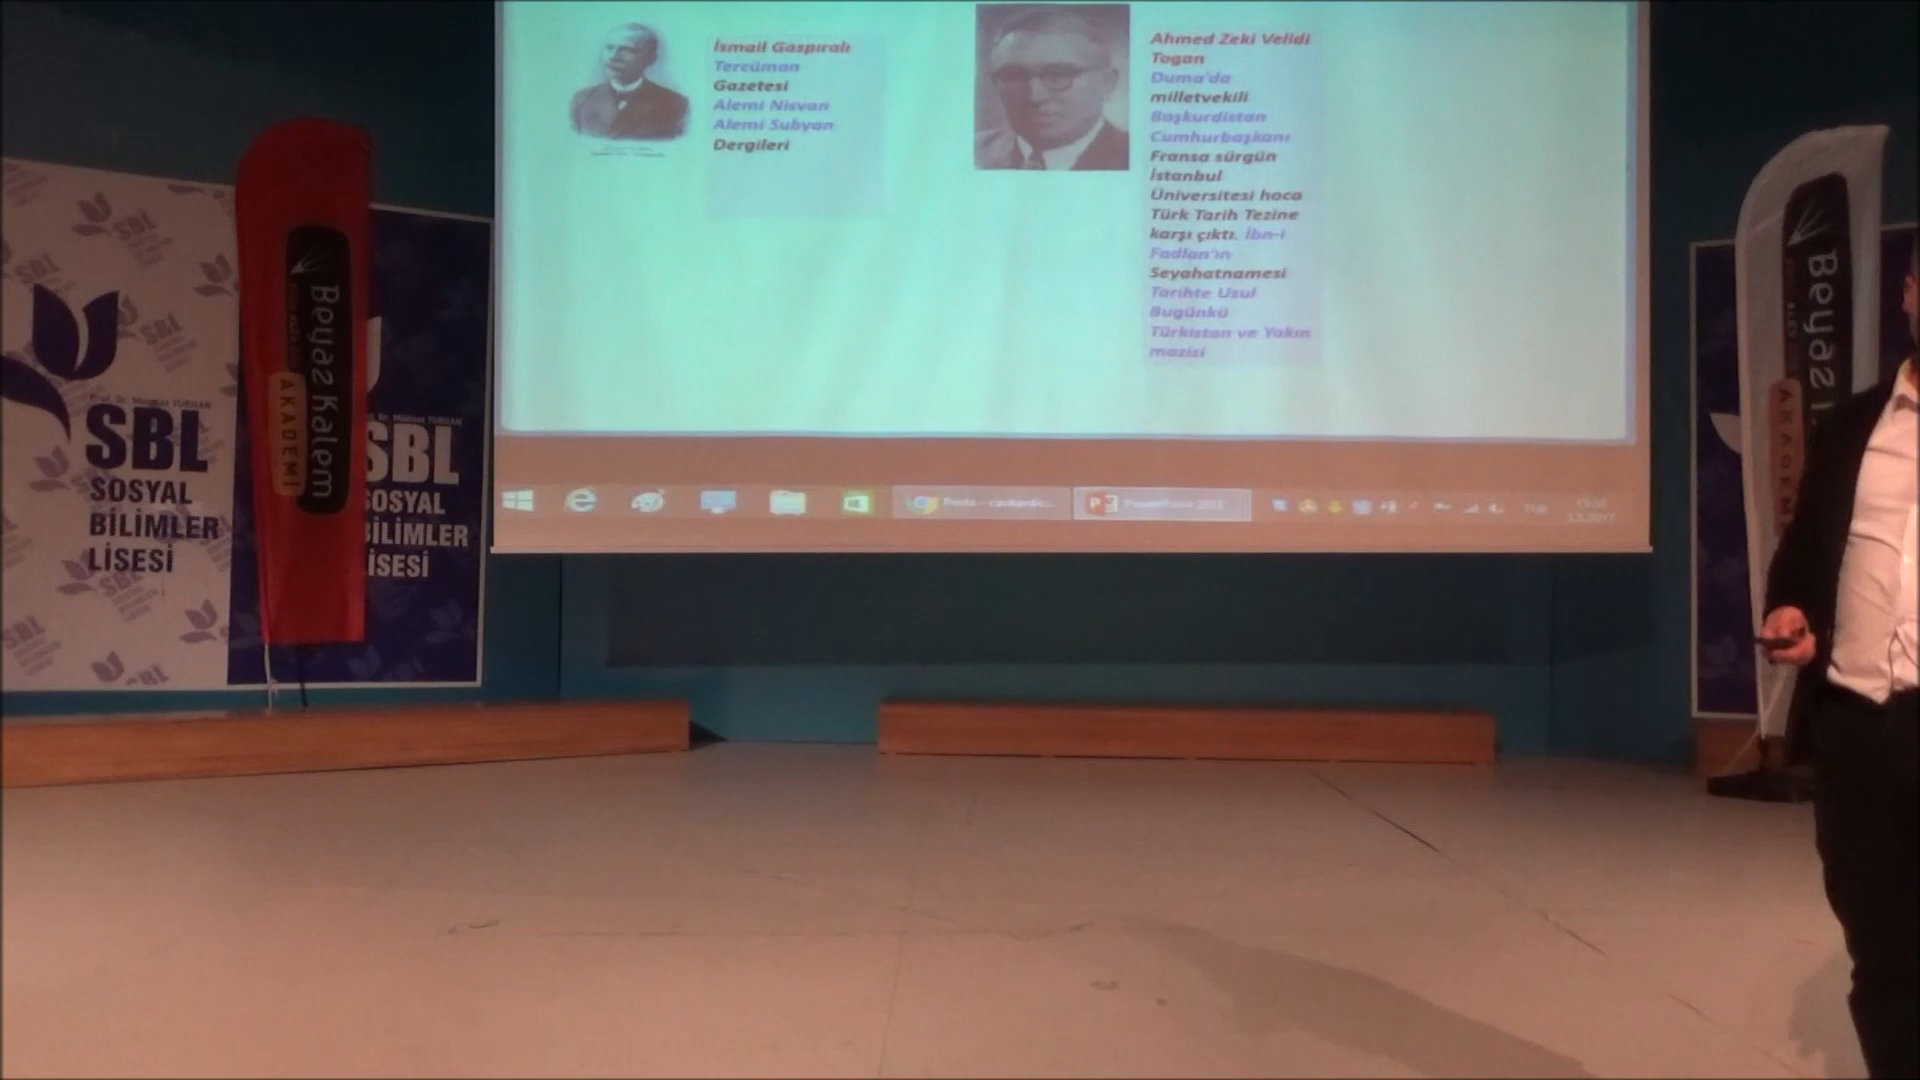 İsmail Gaspıralı
Tercüman
Gazetesi
Alemi Nisvan
Alemi Subyan
Dergileri
Ahmed Zeki Velidi
Togan
Duma'da
milletvekili
Başkurdistan
Cumhurbaşkanı
Fransa sürgün
İstanbul
Üniversitesi hoca
Türk Tarih Tezine
karşı çıktı. İbn-i
Fadlan'ın
Seyahatnamesi
Tarihte Usul
Bugünkü
Türkistan ve Yakın
mazisi
SBL
SOSYAL
BİLİMLER
LİSESİ
Beyaz Kalem
AKADEMİ
SBL
SOSYAL
BİLİMLER
LİSESİ
Beyaz
AKADEM